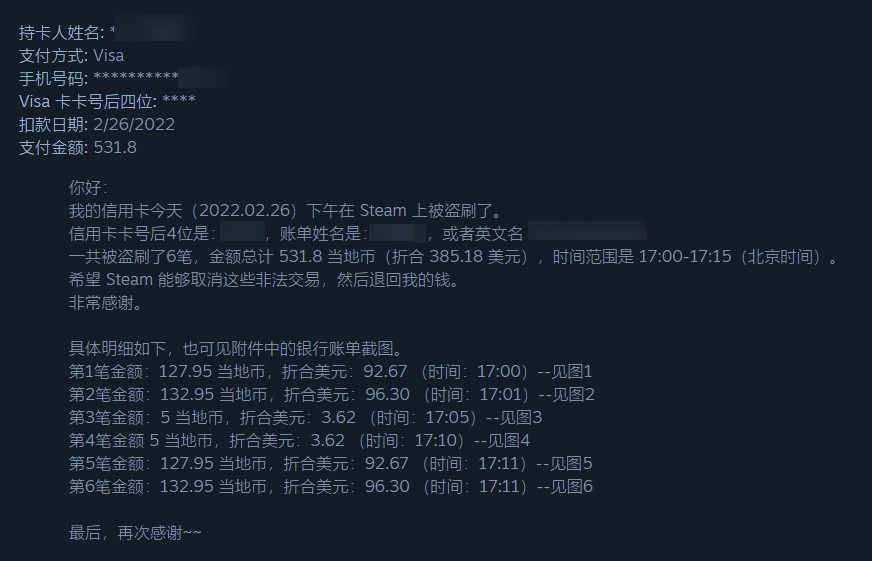 持卡人姓名: *
支付方式: Visa
手机号码: **********
Visa 卡卡号后四位: ****
扣款日期: 2/26/2022
支付金额: 531.8
你好:
我的信用卡今天（2022.02.26）下午在 Steam 上被盗刷了。
信用卡卡号后4位是: ，账单姓名是: ，或者英文名
一共被盗刷了6笔，金额总计 531.8 当地币（折合 385.18 美元），时间范围是 17:00-17:15（北京时间）。
希望 Steam 能够取消这些非法交易，然后退回我的钱。
非常感谢。
具体明细如下，也可见附件中的银行账单截图。
第1笔金额：127.95 当地币，折合美元：92.67 （时间：17:00）--见图1
第2笔金额：132.95 当地币，折合美元：96.30 （时间：17:01）--见图2
第3笔金额：5 当地币，折合美元：3.62 （时间：17:05）--见图3
第4笔金额 5 当地币，折合美元：3.62 （时间：17:10）--见图4
第5笔金额：127.95 当地币，折合美元：92.67 （时间：17:11）--见图5
第6笔金额：132.95 当地币，折合美元：96.30 （时间：17:11）--见图6
最后，再次感谢~~